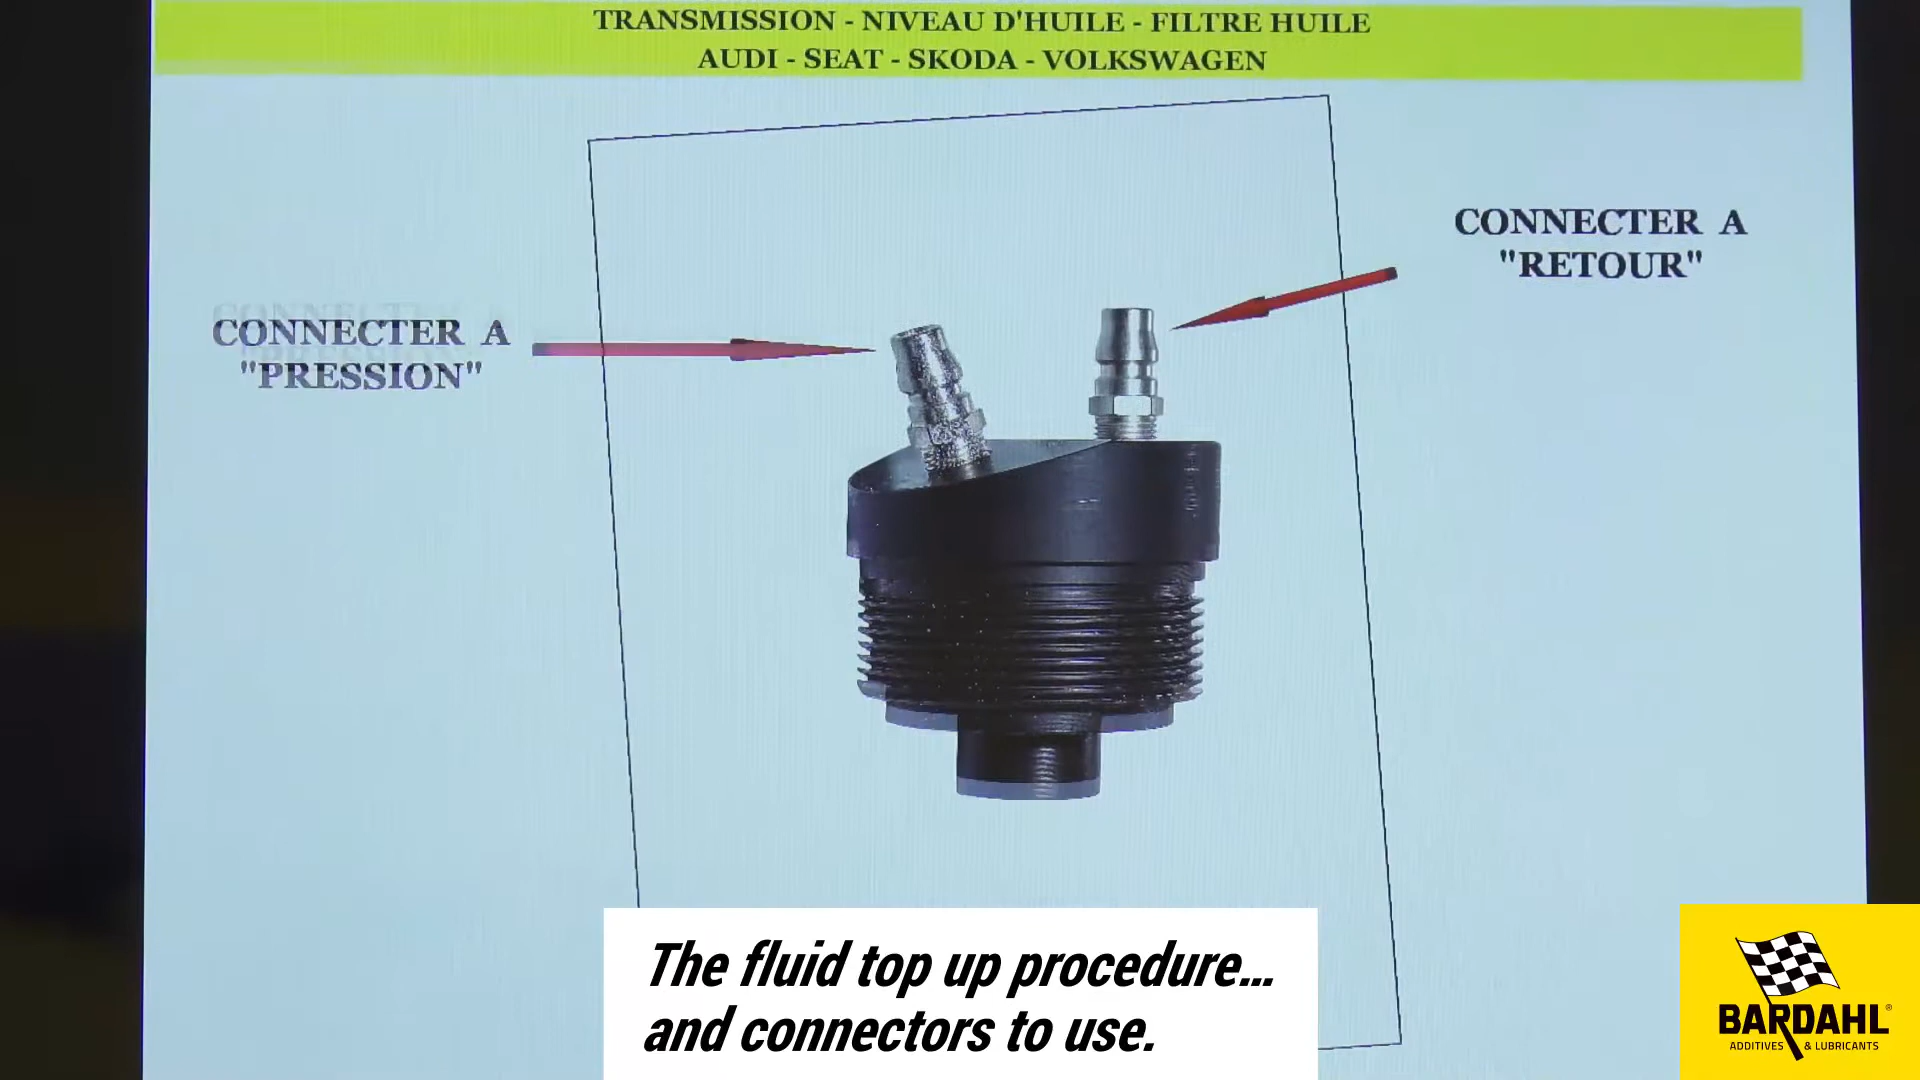 TRANSMISSION - NIVEAU D'HUILE - FILTRE HUILE
AUDI - SEAT - SKODA - VOLKSWAGEN
CONNECTER A
"RETOUR"
CONNECTER A
"PRESSION"
The fluid top up procedure...
and connectors to use.
BARDAHL®
ADDITIVES & LUBRICANTS